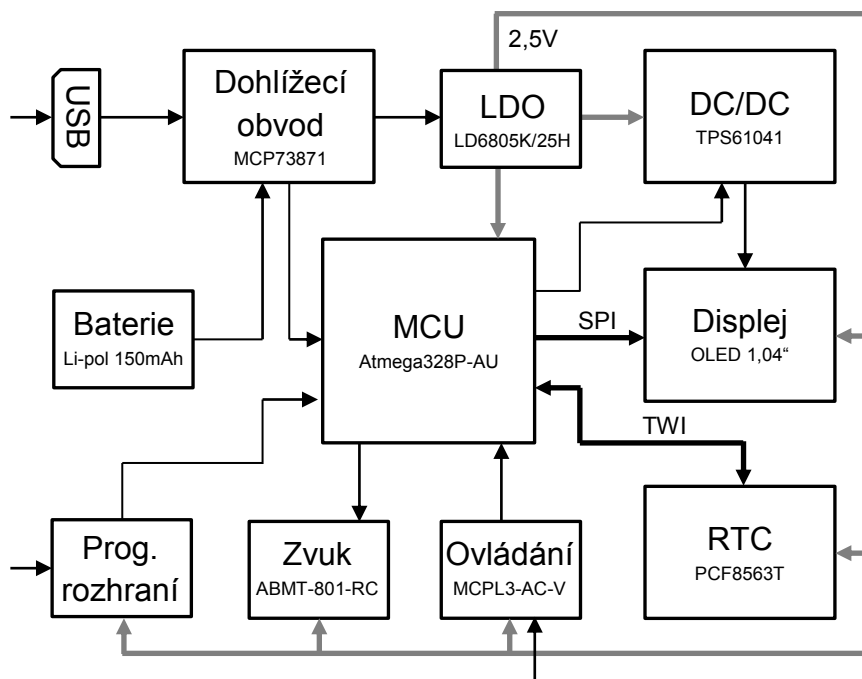 2,5V
USB
Dohlížecí
obvod
MCP73871
LDO
LD6805K/25H
DC/DC
TPS61041
Baterie
Li-pol 150mAh
MCU
Atmega328P-AU
SPI
Displej
OLED 1,04“
TWI
Prog.
rozhraní
Zvuk
ABMT-801-RC
Ovládání
MCPL3-AC-V
RTC
PCF8563T